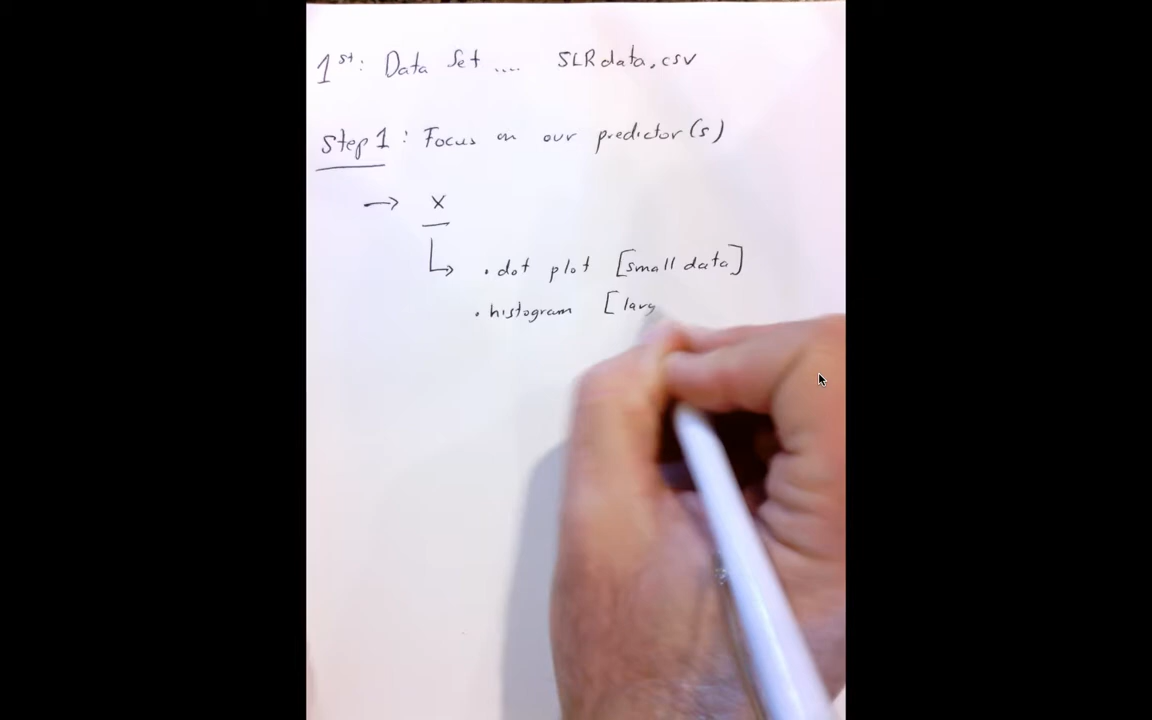 1st: Data Set .... SLRdata.csv
Step 1: Focus on our predictor(s)
→ X
• dot plot [small data]
• histogram [larg